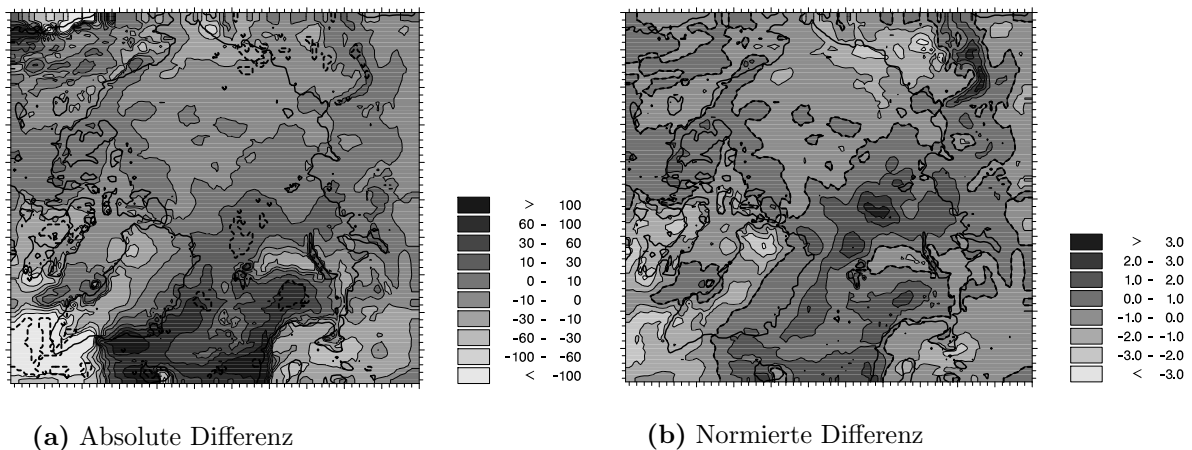 > 100
60 - 100
30 - 60
10 - 30
0 - 10
-10 - 0
-30 - -10
-60 - -30
-100 - -60
< -100
> 3.0
2.0 - 3.0
1.0 - 2.0
0.0 - 1.0
-1.0 - 0.0
-2.0 - -1.0
-3.0 - -2.0
< -3.0
(a) Absolute Differenz
(b) Normierte Differenz